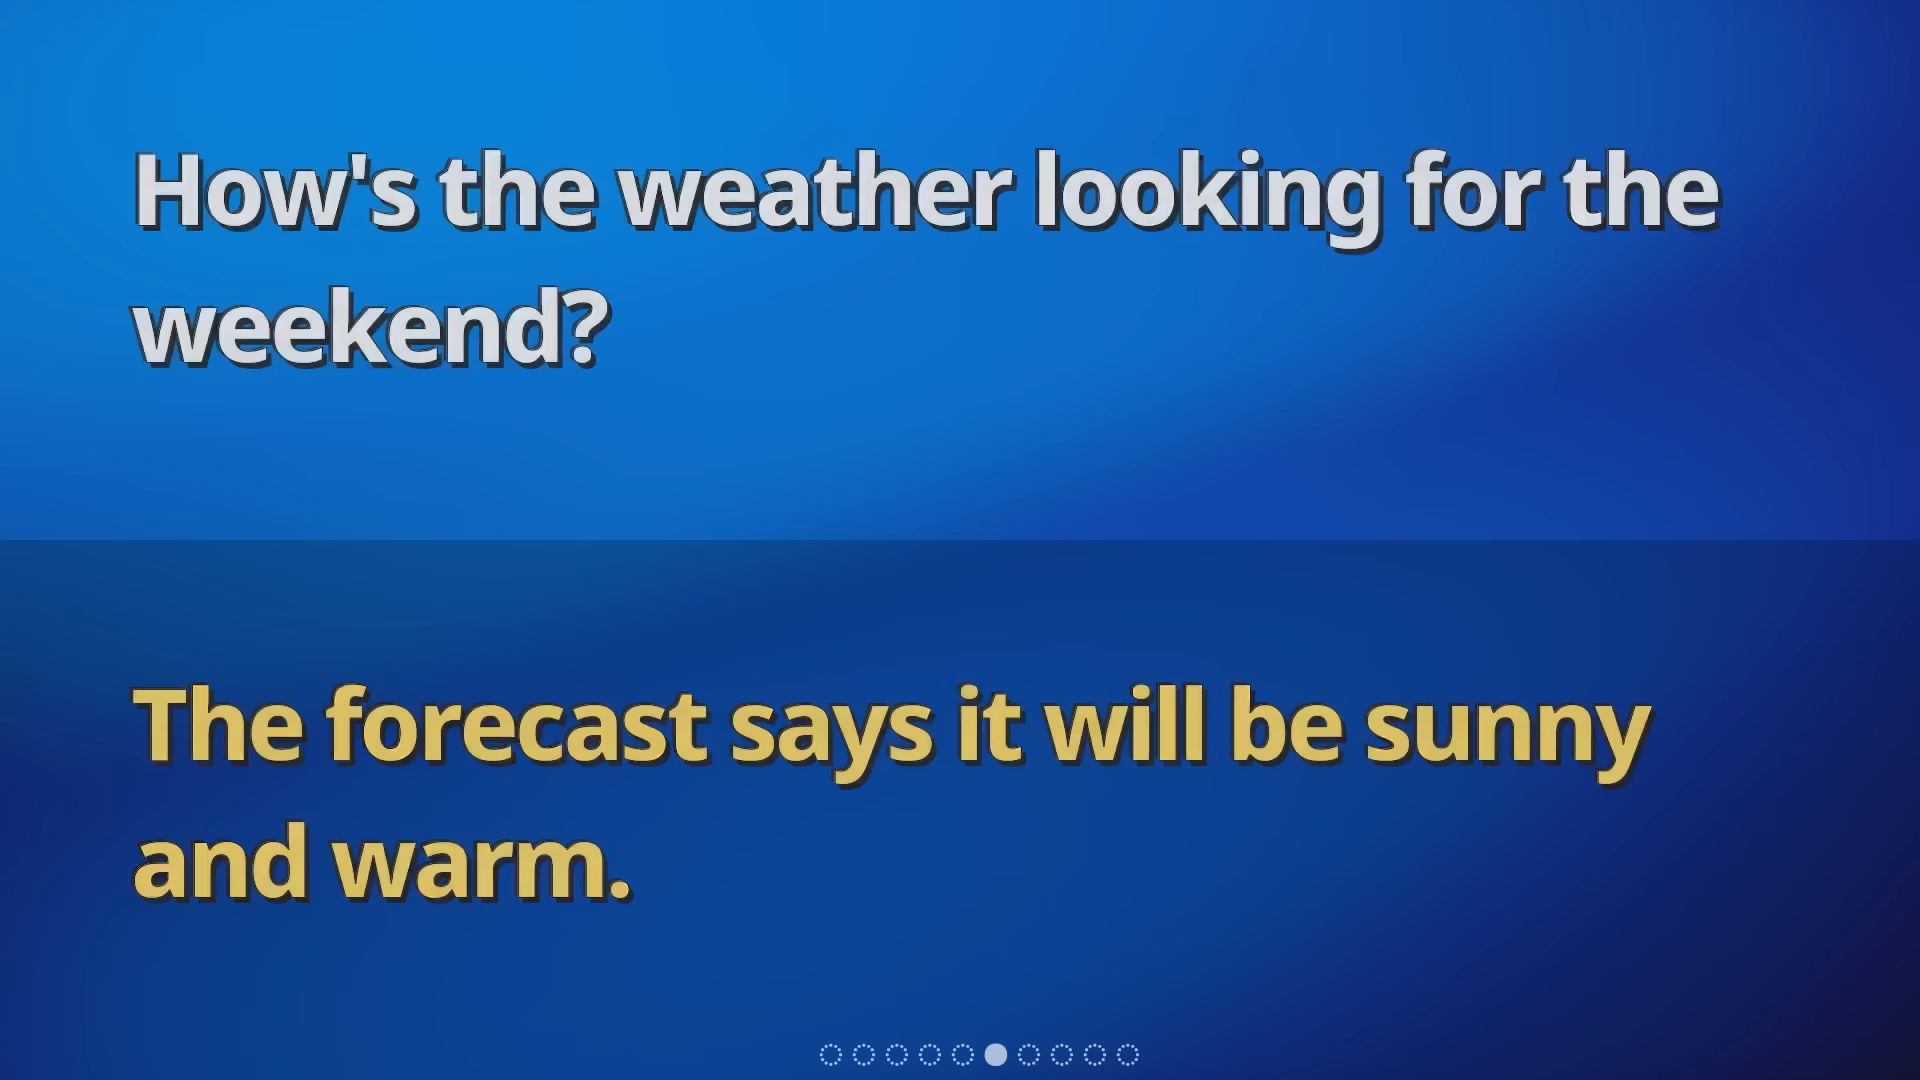 How's the weather looking for the
weekend?
The forecast says it will be sunny
and warm.